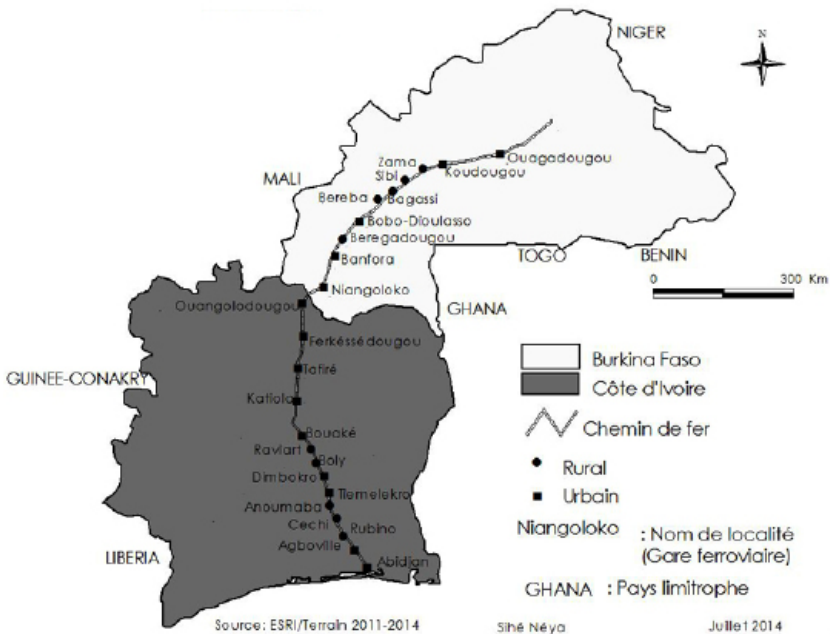 NIGER
N
Zama
Ouagadougou
Sibi
Koudougou
MALI
Bereba
Bagassi
Bobo-Dioulasso
Beregadougou
TOGO
BENIN
Banfora
0 300 Km
Niangoloko
Ouangolodougou
GHANA
Ferkéssédougou
Burkina Faso
GUINEE-CONAKRY
Tafiré
Côte d'Ivoire
Katiola
Chemin de fer
Bouaké
Raviart
Boly
Rural
Dimbokro
Tiemelekro
Urbain
Anoumaba
Cechi
Rubino
Niangoloko : Nom de localité
(Gare ferroviaire)
Agboville
LIBERIA
Abidjan
GHANA : Pays limitrophe
Source: ESRI/Terrain 2011-2014 Sihé Néya Juillet 2014